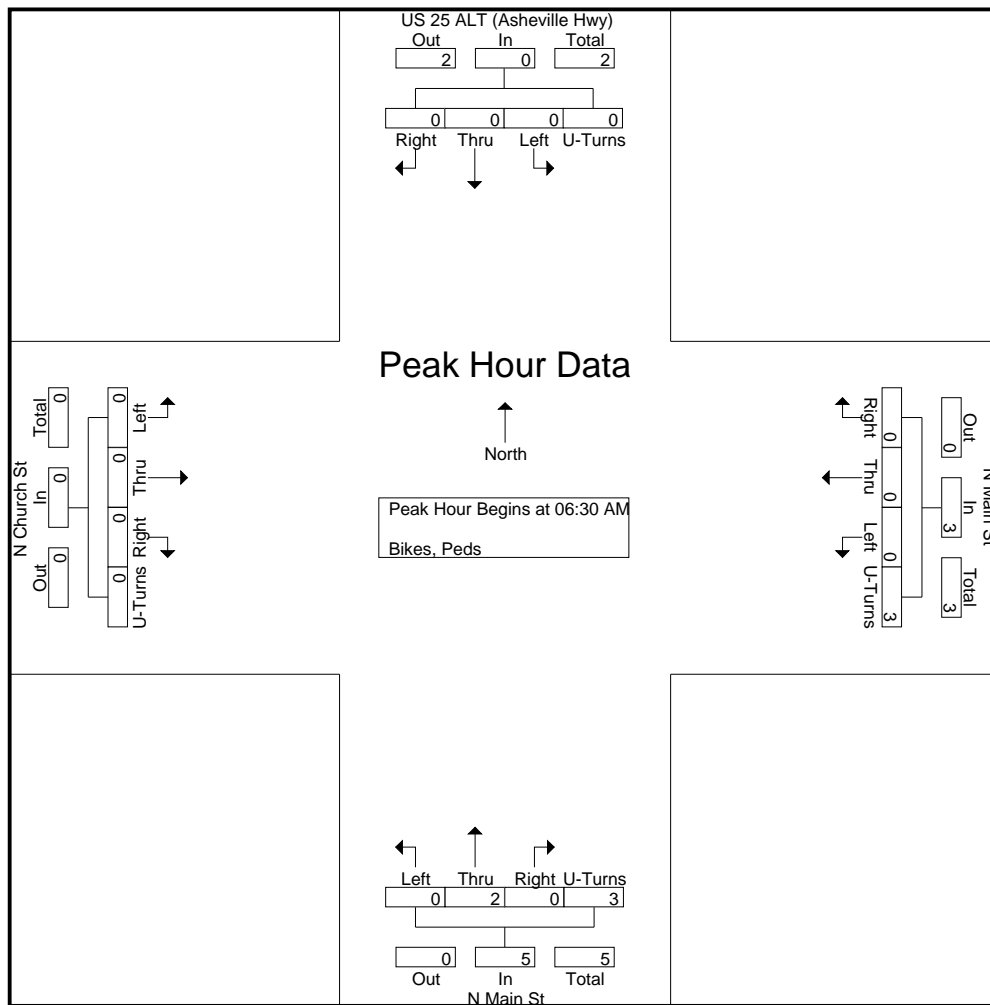 US 25 ALT (Asheville Hwy)
Out In Total
2 0 2
0 0 0 0
Right Thru Left U-Turns
Peak Hour Data
North
Peak Hour Begins at 06:30 AM
Bikes, Peds
N Church St
Total In Out
0 0 0
0 0 0 0
Left Thru Right U-Turns
Right Thru Left U-Turns
0 0 0 3
Out In Total
0 3 3
N Main St
Left Thru Right U-Turns
0 2 0 3
0 5 5
Out In Total
N Main St